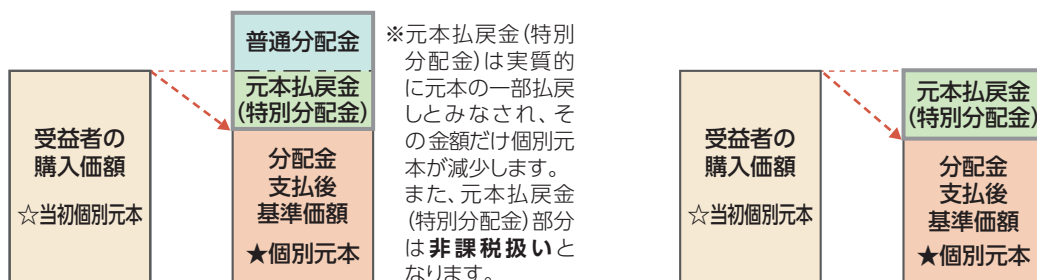 受益者の
購入価額
☆当初個別元本
普通分配金
元本払戻金
(特別分配金)
分配金
支払後
基準価額
★個別元本
※元本払戻金(特別
分配金)は実質的
に元本の一部払戻
しとみなされ、そ
の金額だけ個別元
本が減少します。
また、元本払戻金
(特別分配金)部分
は非課税扱いと
なります。
受益者の
購入価額
☆当初個別元本
元本払戻金
(特別分配金)
分配金
支払後
基準価額
★個別元本